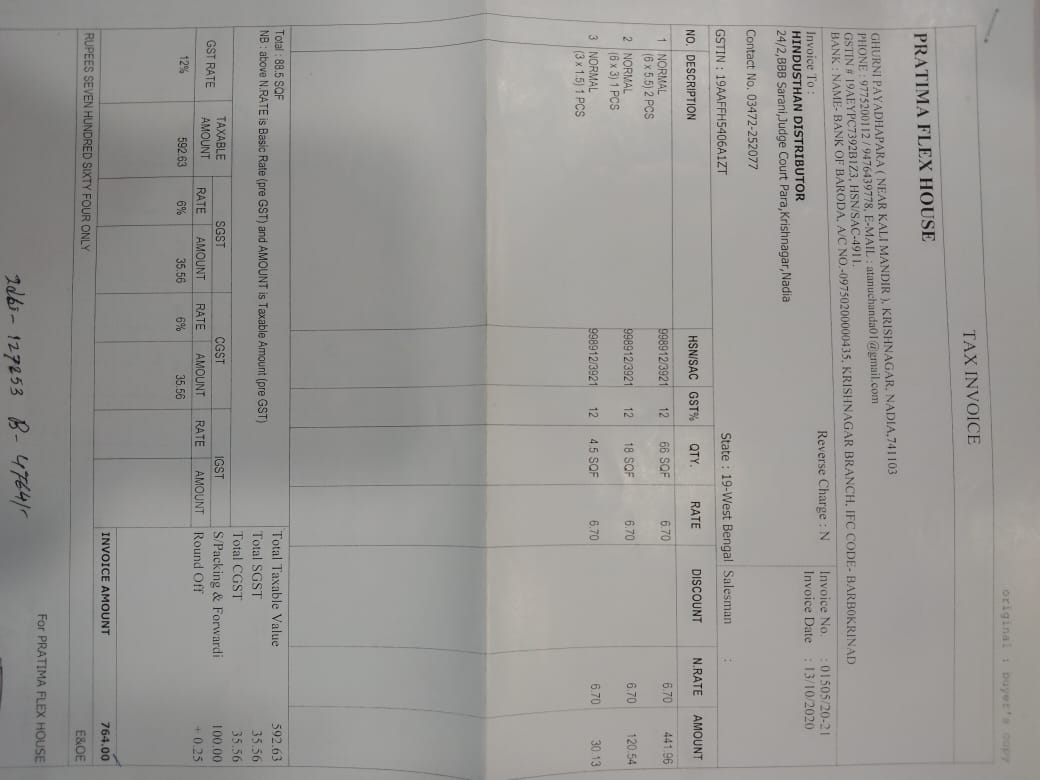 original : buyer's copy
TAX INVOICE
PRATIMA FLEX HOUSE
GHURNI PAYADHAPARA ( NEAR KALI MANDIR ), KRISHNAGAR, NADIA,741103
PHONE : 9775200112 / 9476439778, E-MAIL : atanuchanda01@gmail.com
GSTIN # 19AEYPC7392B1Z3, HSN/SAC-4911.
BANK : NAME- BANK OF BARODA, A/C NO.-09750200000435, KRISHNAGAR BRANCH, IFC CODE- BARB0KRINAD
Invoice To : Reverse Charge : N Invoice No. : 01505/20-21
HINDUSTHAN DISTRIBUTOR Invoice Date : 13/10/2020
24/2,BBB Sarani,Judge Court Para,Krishnagar,Nadia
Contact No. 03472-252077
GSTIN : 19AAFFH5406A1ZT State : 19-West Bengal Salesman :
NO. DESCRIPTION HSN/SAC GST% QTY. RATE DISCOUNT N.RATE AMOUNT
1 NORMAL 998912/3921 12 66 SQF 6.70 6.70 441.96
(6 x 5.5) 2 PCS
2 NORMAL 998912/3921 12 18 SQF 6.70 6.70 120.54
(6 x 3) 1 PCS
3 NORMAL 998912/3921 12 4.5 SQF 6.70 6.70 30.13
(3 x 1.5) 1 PCS
Total : 88.5 SQF Total Taxable Value 592.63
NB : above N.RATE is Basic Rate (pre GST) and AMOUNT is Taxable Amount (pre GST) Total SGST 35.56
Total CGST 35.56
GST RATE TAXABLE AMOUNT SGST CGST IGST S/Packing & Forwardi 100.00
RATE AMOUNT RATE AMOUNT RATE AMOUNT Round Off + 0.25
12% 592.63 6% 35.56 6% 35.56
INVOICE AMOUNT 764.00
RUPEES SEVEN HUNDRED SIXTY FOUR ONLY E&OE
For PRATIMA FLEX HOUSE
127253 B- 4764/-